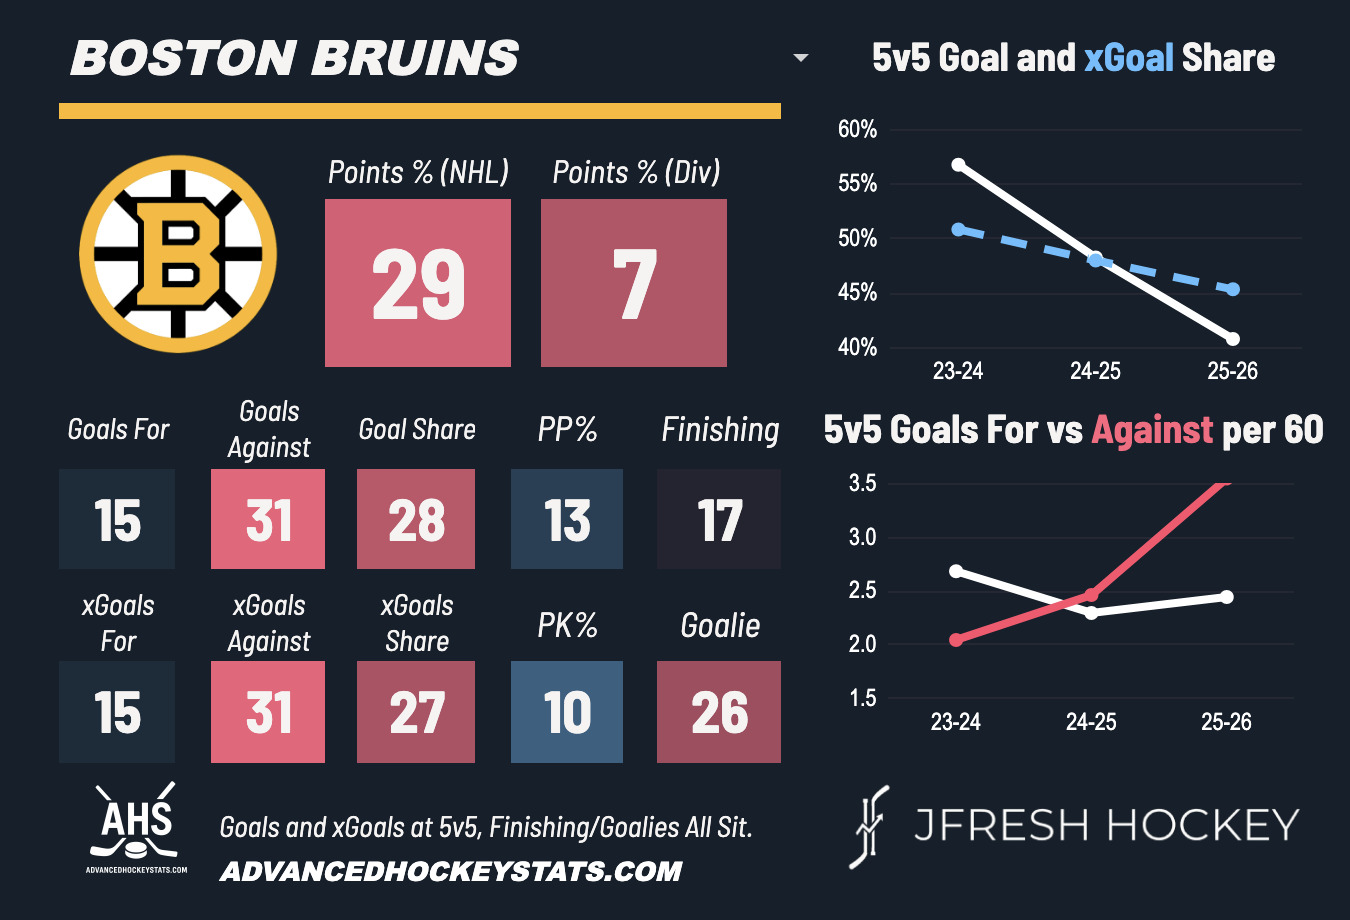 BOSTON BRUINS
B
Points % (NHL)
Points % (Div)
29
7
Goals For
Goals
Against
Goal Share
PP%
Finishing
15
31
28
13
17
xGoals
For
xGoals
Against
xGoals
Share
PK%
Goalie
15
31
27
10
26
AHS
ADVANCEDHOCKEYSTATS.COM
Goals and xGoals at 5v5, Finishing/Goalies All Sit.
ADVANCEDHOCKEYSTATS.COM
5v5 Goal and xGoal Share
60%
55%
50%
45%
40%
23-24
24-25
25-26
5v5 Goals For vs Against per 60
3.5
3.0
2.5
2.0
1.5
23-24
24-25
25-26
JFRESH HOCKEY